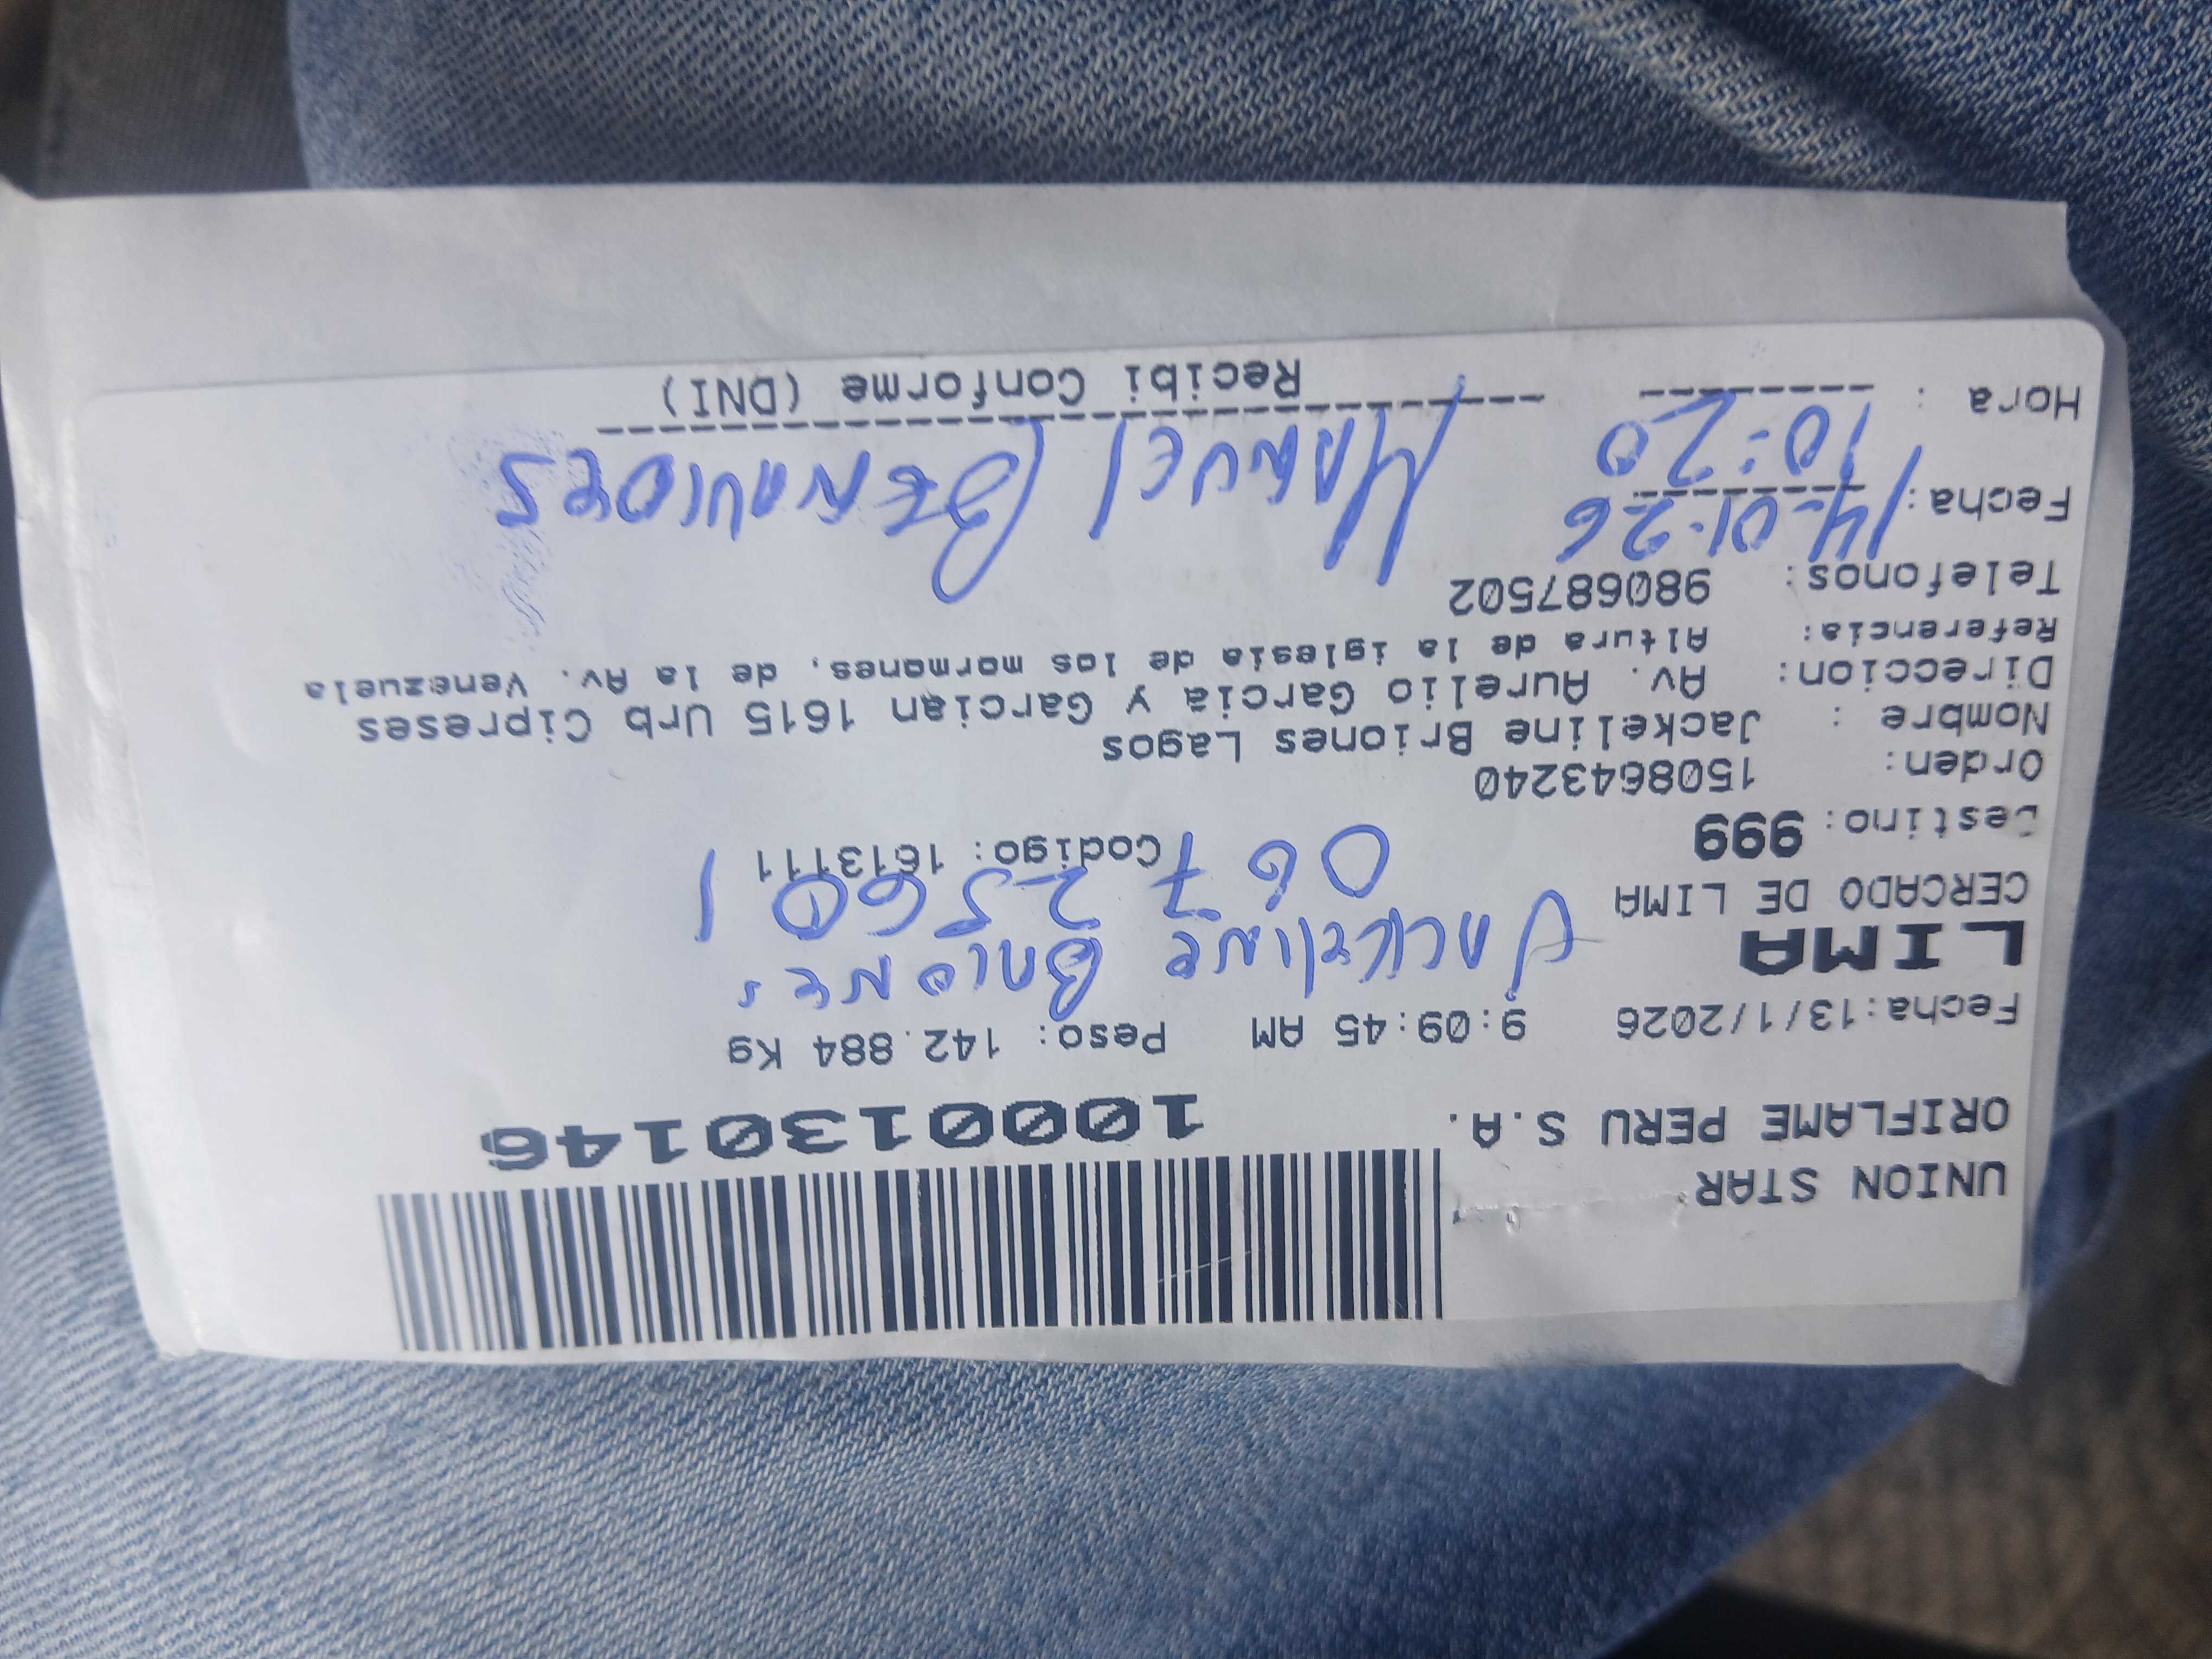 UNION STAR
ORIFLAME PERU S.A.
1000130146
Fecha:13/1/2026 9:09:45 AM Peso: 142.884 Kg
LIMA
JACKELINE BRIONES
CERCADO DE LIMA
06725601
Destino: 999 Codigo: 1613111
Orden: 1508643240
Nombre : Jackeline Briones Lagos
Direccion: Av. Aurelio Garcia y Garcian 1615 Urb Cipreses
Referencia: Altura de la iglesia de los mormones, de la Av. Venezuela
Telefonos: 980687502
Fecha: 14-01-26
MANUEL BENAVIDES
Hora : 10:20
Recibi Conforme (DNI)